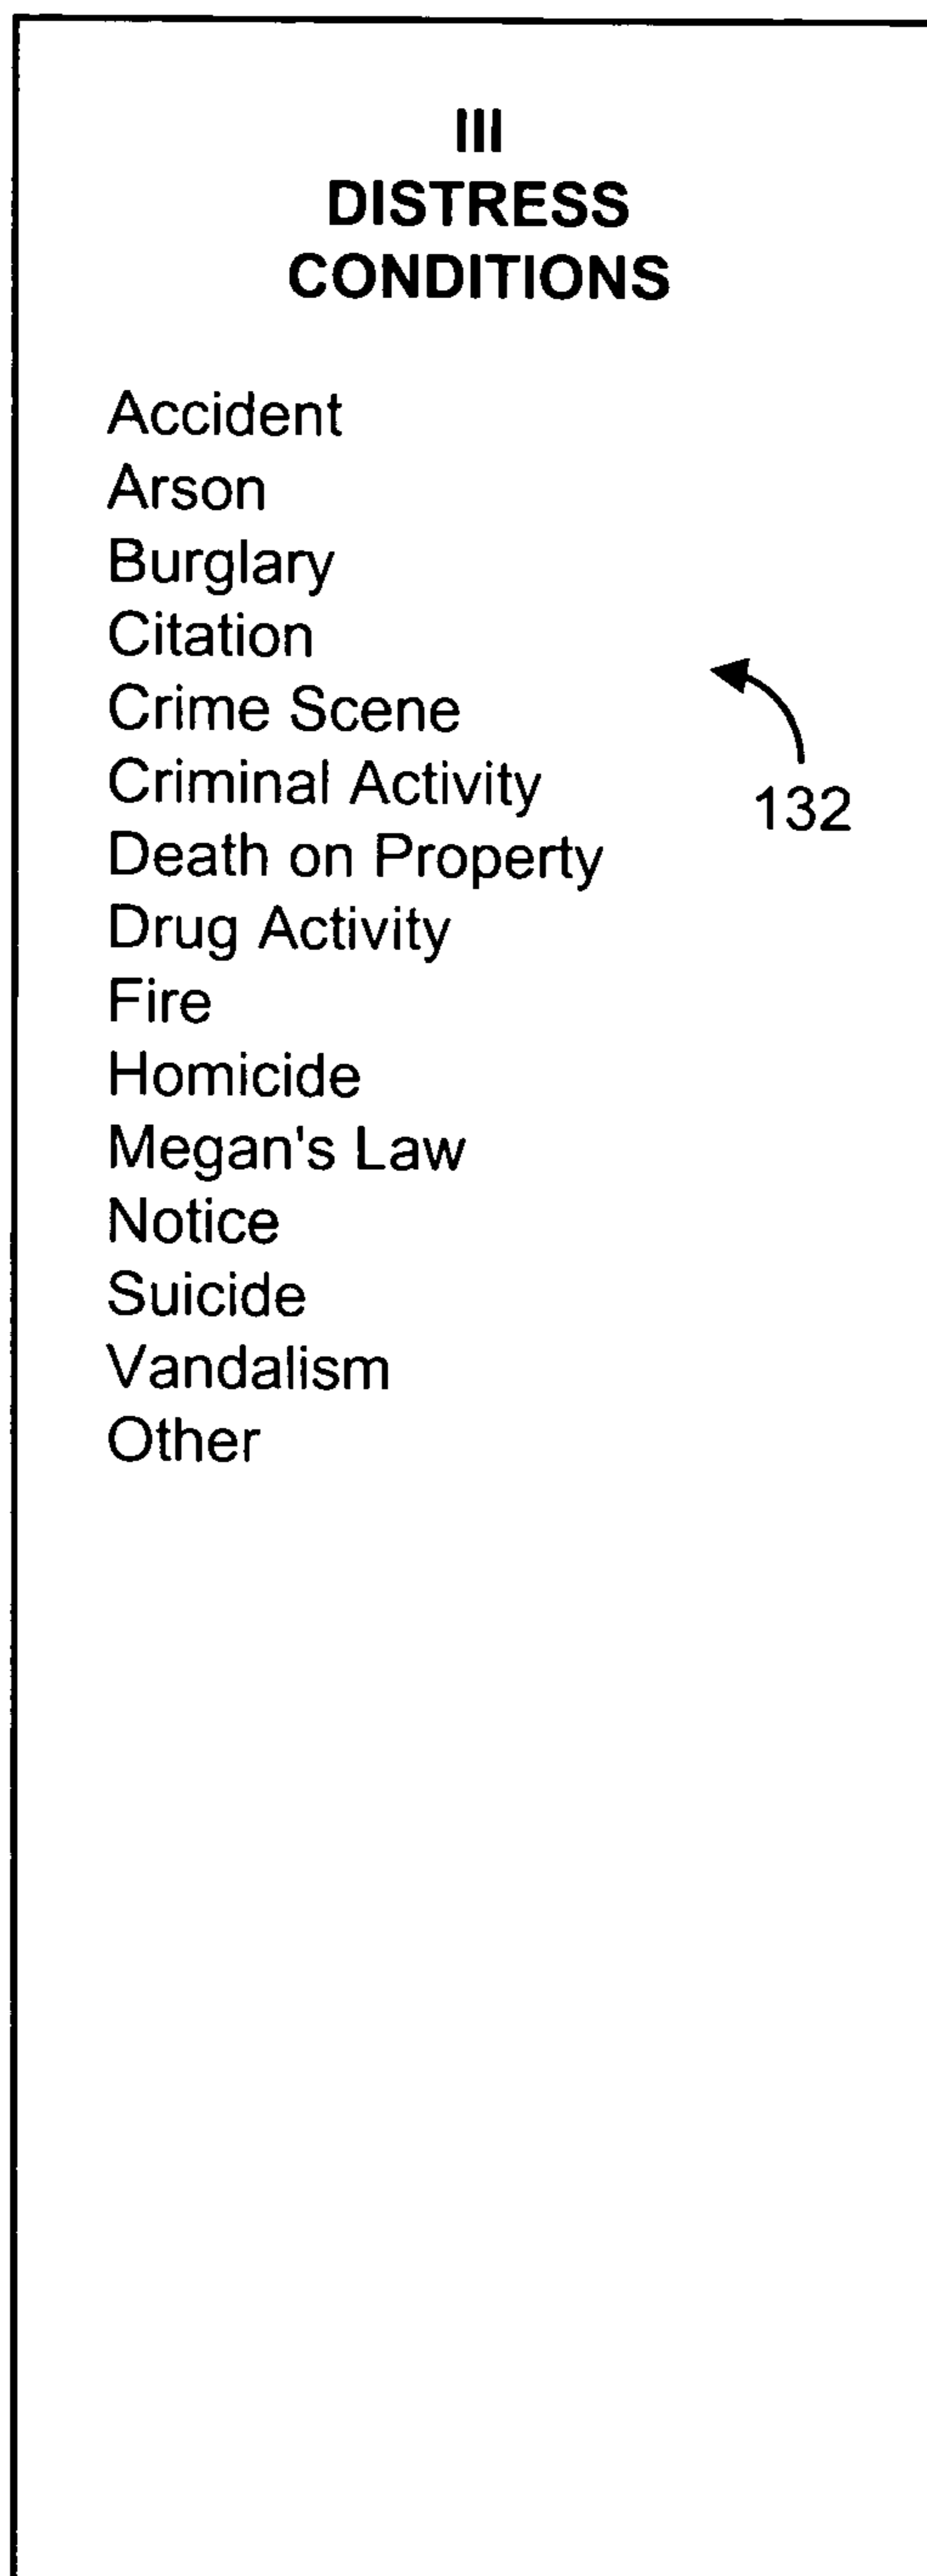 III
DISTRESS
CONDITIONS
Accident
Arson
Burglary
Citation
Crime Scene
Criminal Activity
132
Death on Property
Drug Activity
Fire
Homicide
Megan's Law
Notice
Suicide
Vandalism
Other